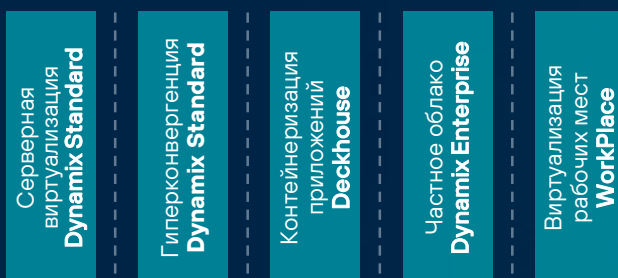 Серверная
виртуализация
Dynamix Standard
Гиперконвергенция
Dynamix Standard
Контейнеризация
приложений
Deckhouse
Частное облако
Dynamix Enterprise
Виртуализация
рабочих мест
WorkPlace